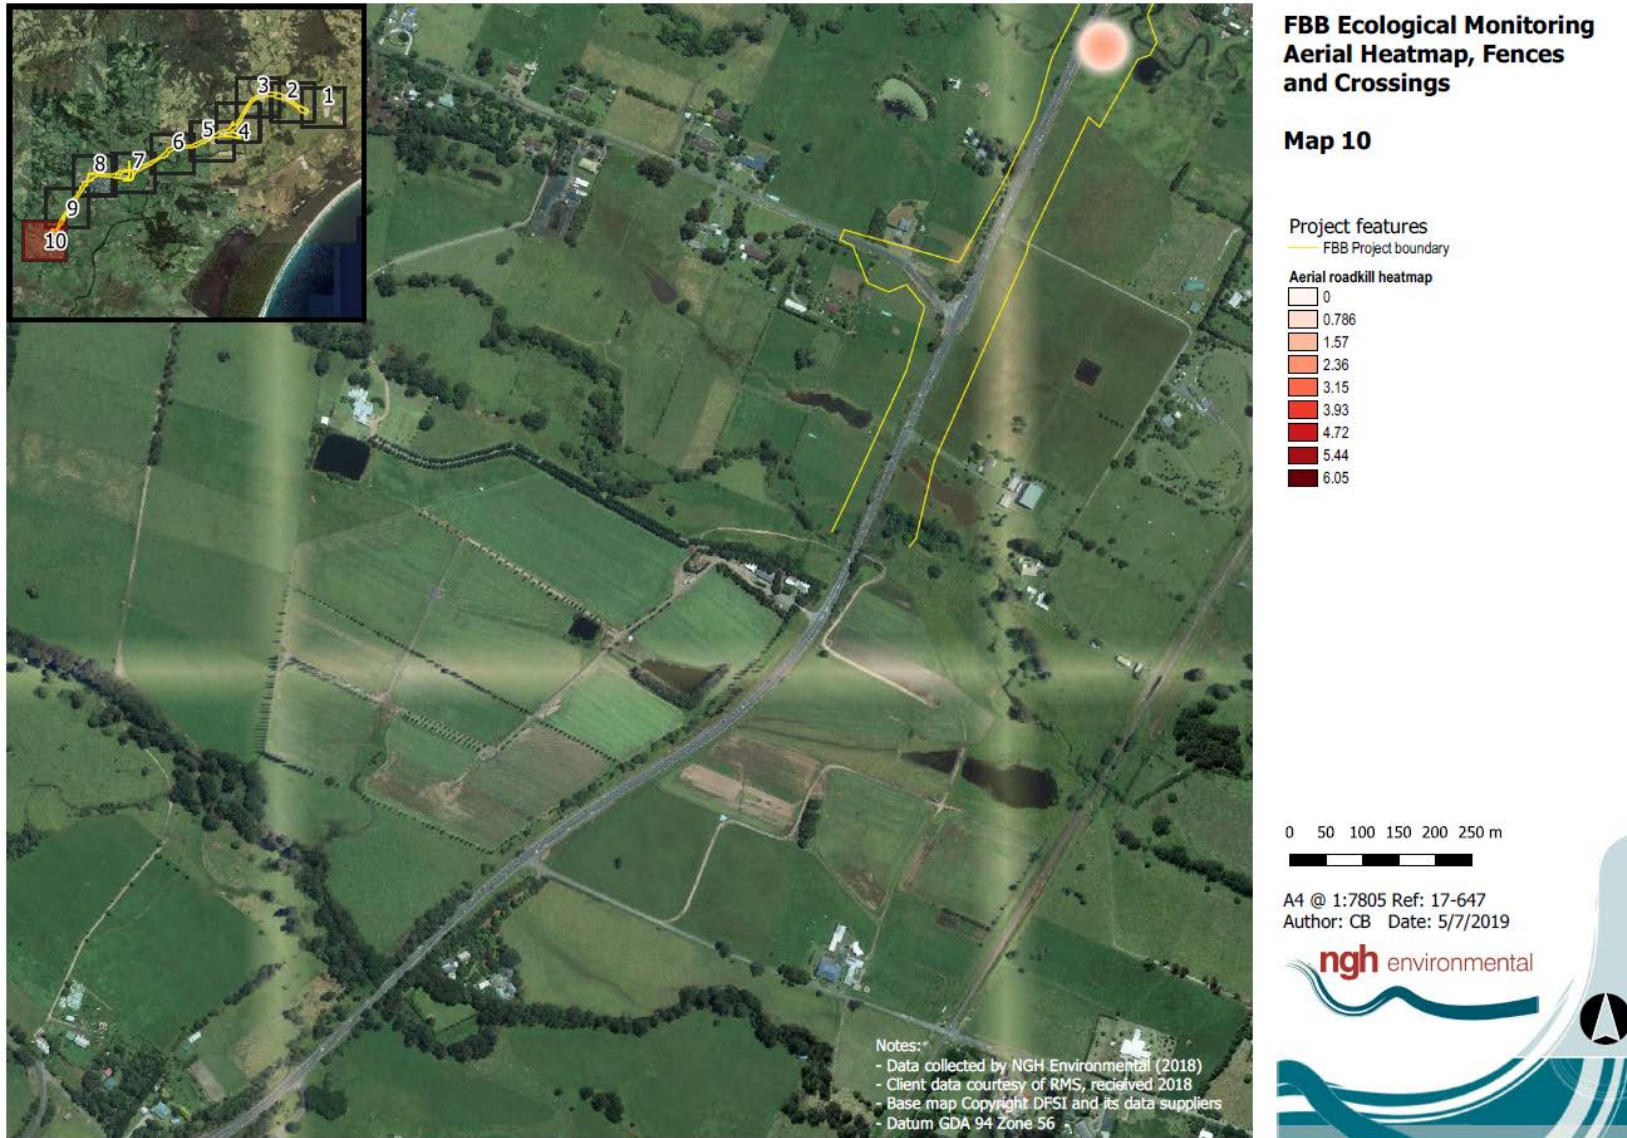 3
2
1
5
4
6
7
8
9
10
FBB Ecological Monitoring
Aerial Heatmap, Fences
and Crossings
Map 10
Project features
FBB Project boundary
Aerial roadkill heatmap
0
0.786
1.57
2.36
3.15
3.93
4.72
5.44
6.05
0 50 100 150 200 250 m
A4 @ 1:7805 Ref: 17-647
Author: CB Date: 5/7/2019
ngh environmental
Notes:
- Data collected by NGH Environmental (2018)
- Client data courtesy of RMS, recieived 2018
- Base map Copyright DFSI and its data suppliers
- Datum GDA 94 Zone 56